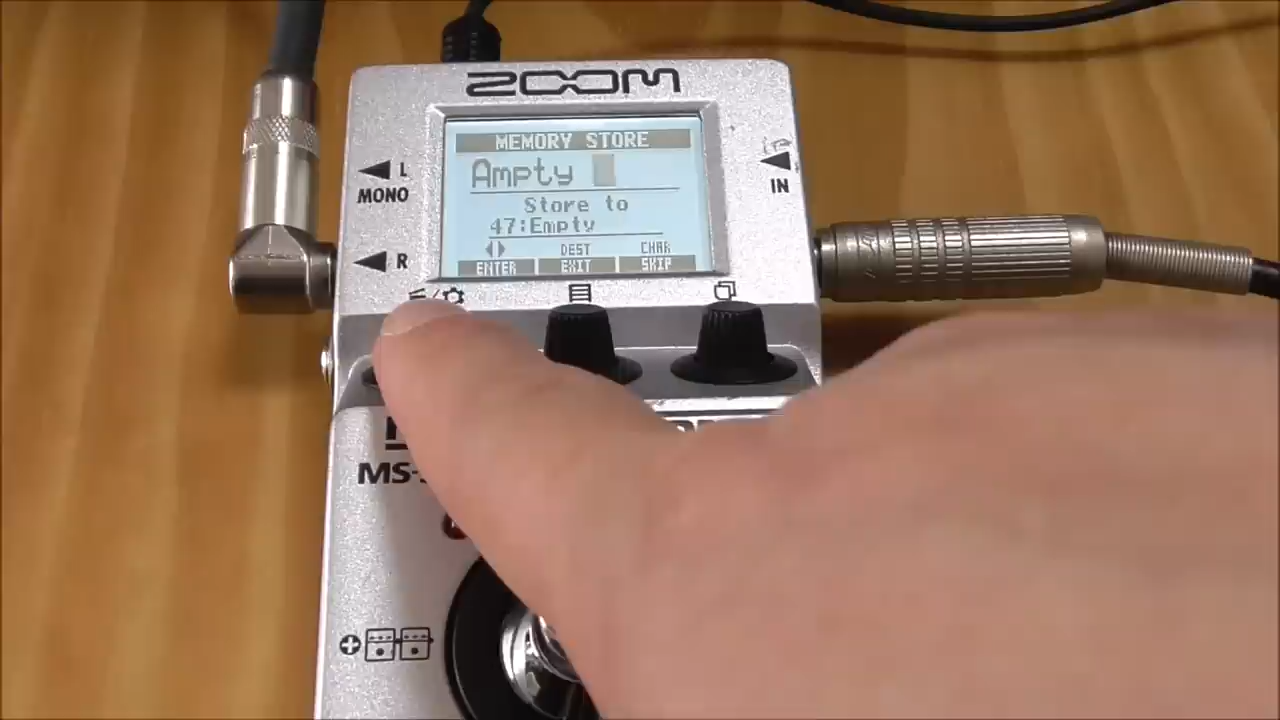 ZOOM
MEMORY STORE
Ampty
Store to
47:Empty
DEST CHAR
ENTER EXIT SKIP
L
MONO
R
IN
MS-